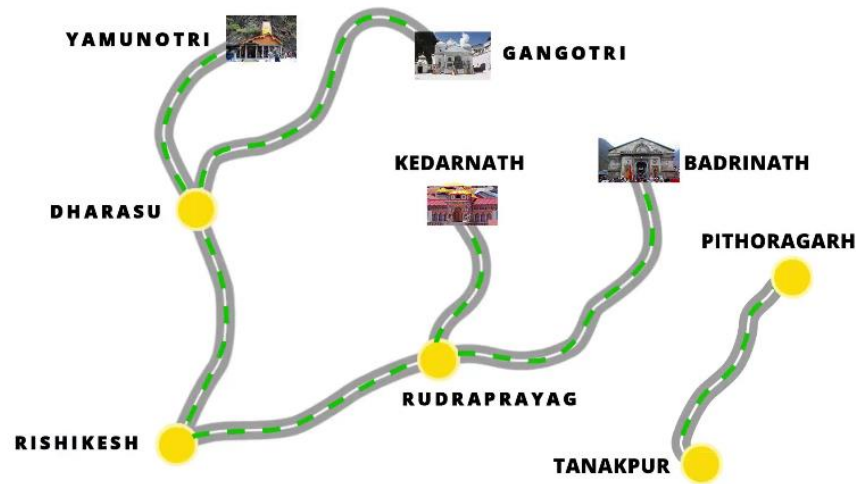 YAMUNOTRI
GANGOTRI
KEDARNATH
BADRINATH
DHARASU
PITHORAGARH
RUDRAPRAYAG
RISHIKESH
TANAKPUR